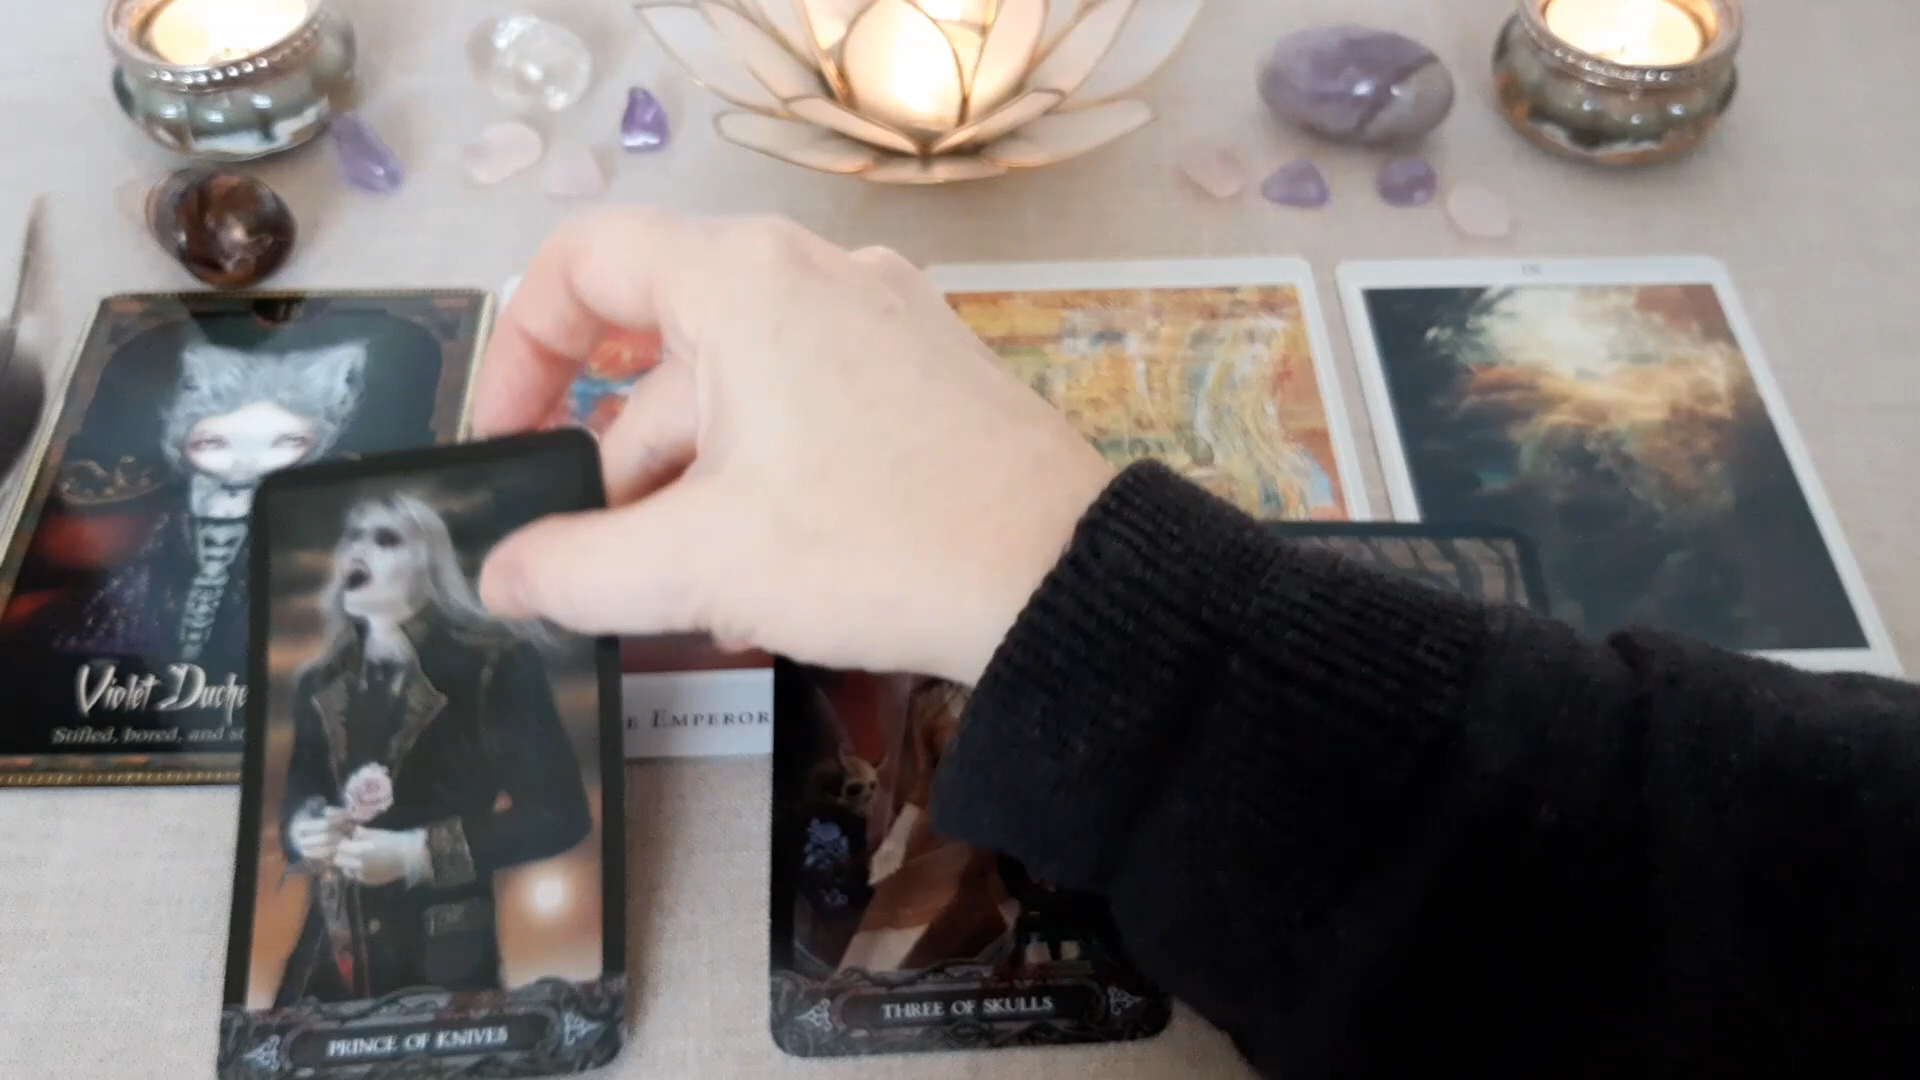 Violet Duche
Stifled, bored, and
E EMPEROR
PRINCE OF KNIVES
THREE OF SKULLS